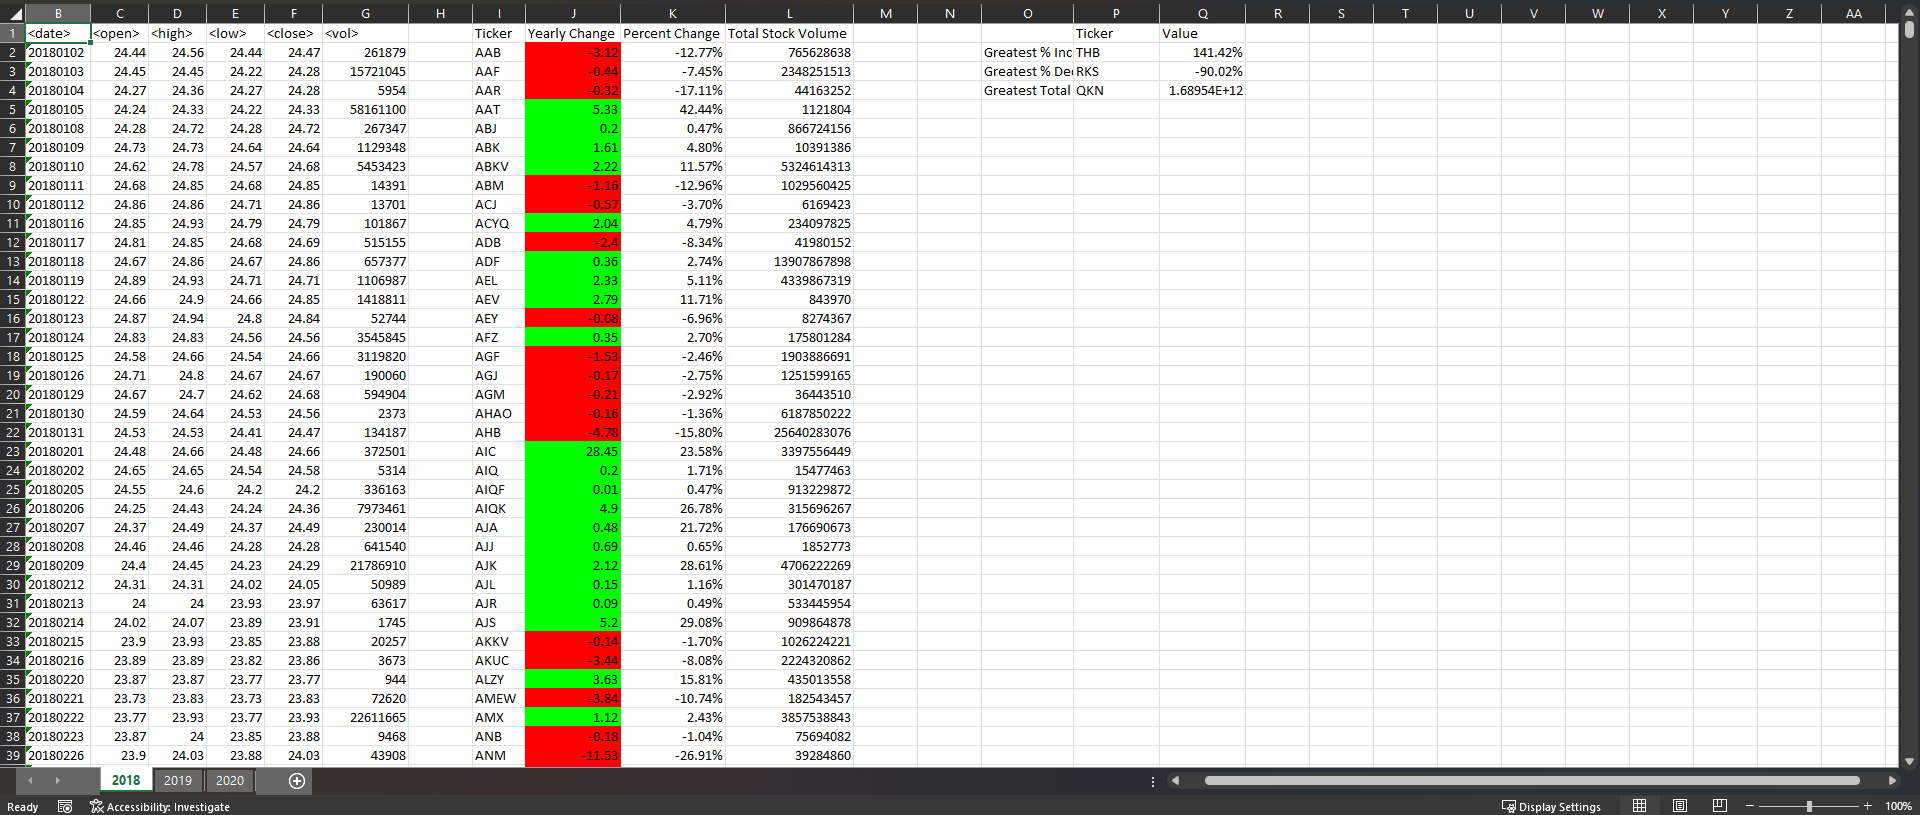 B C D E F G H I J K L M N O P Q R S T U V W X Y Z AA
1 <date> <open> <high> <low> <close> <vol> Ticker Yearly Change Percent Change Total Stock Volume Ticker Value
2 20180102 24.44 24.56 24.44 24.47 261879 AAB -3.12 -12.77% 765628638 Greatest % Inc THB 141.42%
3 20180103 24.45 24.45 24.22 24.28 15721045 AAF -0.44 -7.45% 2348251513 Greatest % De RKS -90.02%
4 20180104 24.27 24.36 24.27 24.28 5954 AAR -0.32 -17.11% 44163252 Greatest Total QKN 1.68954E+12
5 20180105 24.24 24.33 24.22 24.33 58161100 AAT 5.33 42.44% 1121804
6 20180108 24.28 24.72 24.28 24.72 267347 ABJ 0.2 0.47% 866724156
7 20180109 24.73 24.73 24.64 24.64 1129348 ABK 1.61 4.80% 10391386
8 20180110 24.62 24.78 24.57 24.68 5453423 ABKV 2.22 11.57% 5324614313
9 20180111 24.68 24.85 24.68 24.85 14391 ABM -1.16 -12.96% 1029560425
10 20180112 24.86 24.86 24.71 24.86 13701 ACJ -0.57 -3.70% 6169423
11 20180116 24.85 24.93 24.79 24.79 101867 ACYQ 2.04 4.79% 234097825
12 20180117 24.81 24.85 24.68 24.69 515155 ADB -2.4 -8.34% 41980152
13 20180118 24.67 24.86 24.67 24.86 657377 ADF 0.36 2.74% 13907867898
14 20180119 24.89 24.93 24.71 24.71 1106987 AEL 2.33 5.11% 4339867319
15 20180122 24.66 24.9 24.66 24.85 1418811 AEV 2.79 11.71% 843970
16 20180123 24.87 24.94 24.8 24.84 52744 AEY -0.08 -6.96% 8274367
17 20180124 24.83 24.83 24.56 24.56 3545845 AFZ 0.35 2.70% 175801284
18 20180125 24.58 24.66 24.54 24.66 3119820 AGF -1.53 -2.46% 1903886691
19 20180126 24.71 24.8 24.67 24.67 190060 AGJ -0.17 -2.75% 1251599165
20 20180129 24.67 24.7 24.62 24.68 594904 AGM -0.21 -2.92% 36443510
21 20180130 24.59 24.64 24.53 24.56 2373 AHAO -0.16 -1.36% 6187850222
22 20180131 24.53 24.53 24.41 24.47 134187 AHB -4.78 -15.80% 25640283076
23 20180201 24.48 24.66 24.48 24.66 372501 AIC 28.45 23.58% 3397556449
24 20180202 24.65 24.65 24.54 24.58 5314 AIQ 0.2 1.71% 15477463
25 20180205 24.55 24.6 24.2 24.2 336163 AIQF 0.01 0.47% 913229872
26 20180206 24.25 24.43 24.24 24.36 7973461 AIQK 4.9 26.78% 315696267
27 20180207 24.37 24.49 24.37 24.49 230014 AJA 0.48 21.72% 176690673
28 20180208 24.46 24.46 24.28 24.28 641540 AJJ 0.69 0.65% 1852773
29 20180209 24.4 24.45 24.23 24.29 21786910 AJK 2.12 28.61% 4706222269
30 20180212 24.31 24.31 24.02 24.05 50989 AJL 0.15 1.16% 301470187
31 20180213 24 24 23.93 23.97 63617 AJR 0.09 0.49% 533445954
32 20180214 24.02 24.07 23.89 23.91 1745 AJS 5.2 29.08% 909864878
33 20180215 23.9 23.93 23.85 23.88 20257 AKKV -0.14 -1.70% 1026224221
34 20180216 23.89 23.89 23.82 23.86 3673 AKUC -3.44 -8.08% 2224320862
35 20180220 23.87 23.87 23.77 23.77 944 ALZY 3.63 15.81% 435013558
36 20180221 23.73 23.83 23.73 23.83 72620 AMEW -3.84 -10.74% 182543457
37 20180222 23.77 23.93 23.77 23.93 22611665 AMX 1.12 2.43% 3857538843
38 20180223 23.87 24 23.85 23.88 9468 ANB -0.18 -1.04% 75694082
39 20180226 23.9 24.03 23.88 24.03 43908 ANM -11.53 -26.91% 39284860
2018 2019 2020
Ready Accessibility: Investigate Display Settings 100%